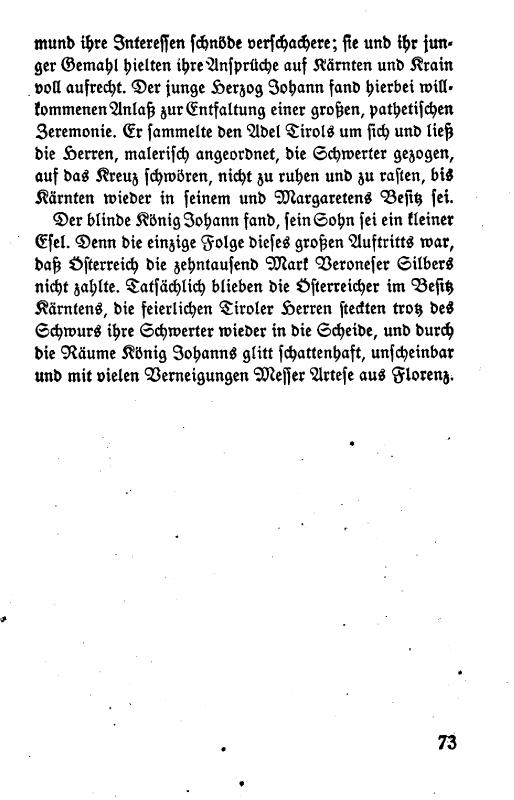 mund ihre Interessen schnöde verschachere; sie und ihr jun-
ger Gemahl hielten ihre Ansprüche auf Kärnten und Krain
voll aufrecht. Der junge Herzog Johann fand hierbei will-
kommenen Anlaß zur Entfaltung einer großen, pathetischen
Zeremonie. Er sammelte den Adel Tirols um sich und ließ
die Herren, malerisch angeordnet, die Schwerter gezogen,
auf das Kreuz schwören, nicht zu ruhen und zu rasten, bis
Kärnten wieder in seinem und Margaretens Besitz sei.
Der blinde König Johann fand, sein Sohn sei ein kleiner
Esel. Denn die einzige Folge dieses großen Auftritts war,
daß Österreich die zehntausend Mark Veroneser Silbers
nicht zahlte. Tatsächlich blieben die Österreicher im Besitz
Kärntens, die feierlichen Tiroler Herren steckten trotz des
Schwurs ihre Schwerter wieder in die Scheide, und durch
die Räume König Johanns glitt schattenhaft, unscheinbar
und mit vielen Verneigungen Messer Artese aus Florenz.
73